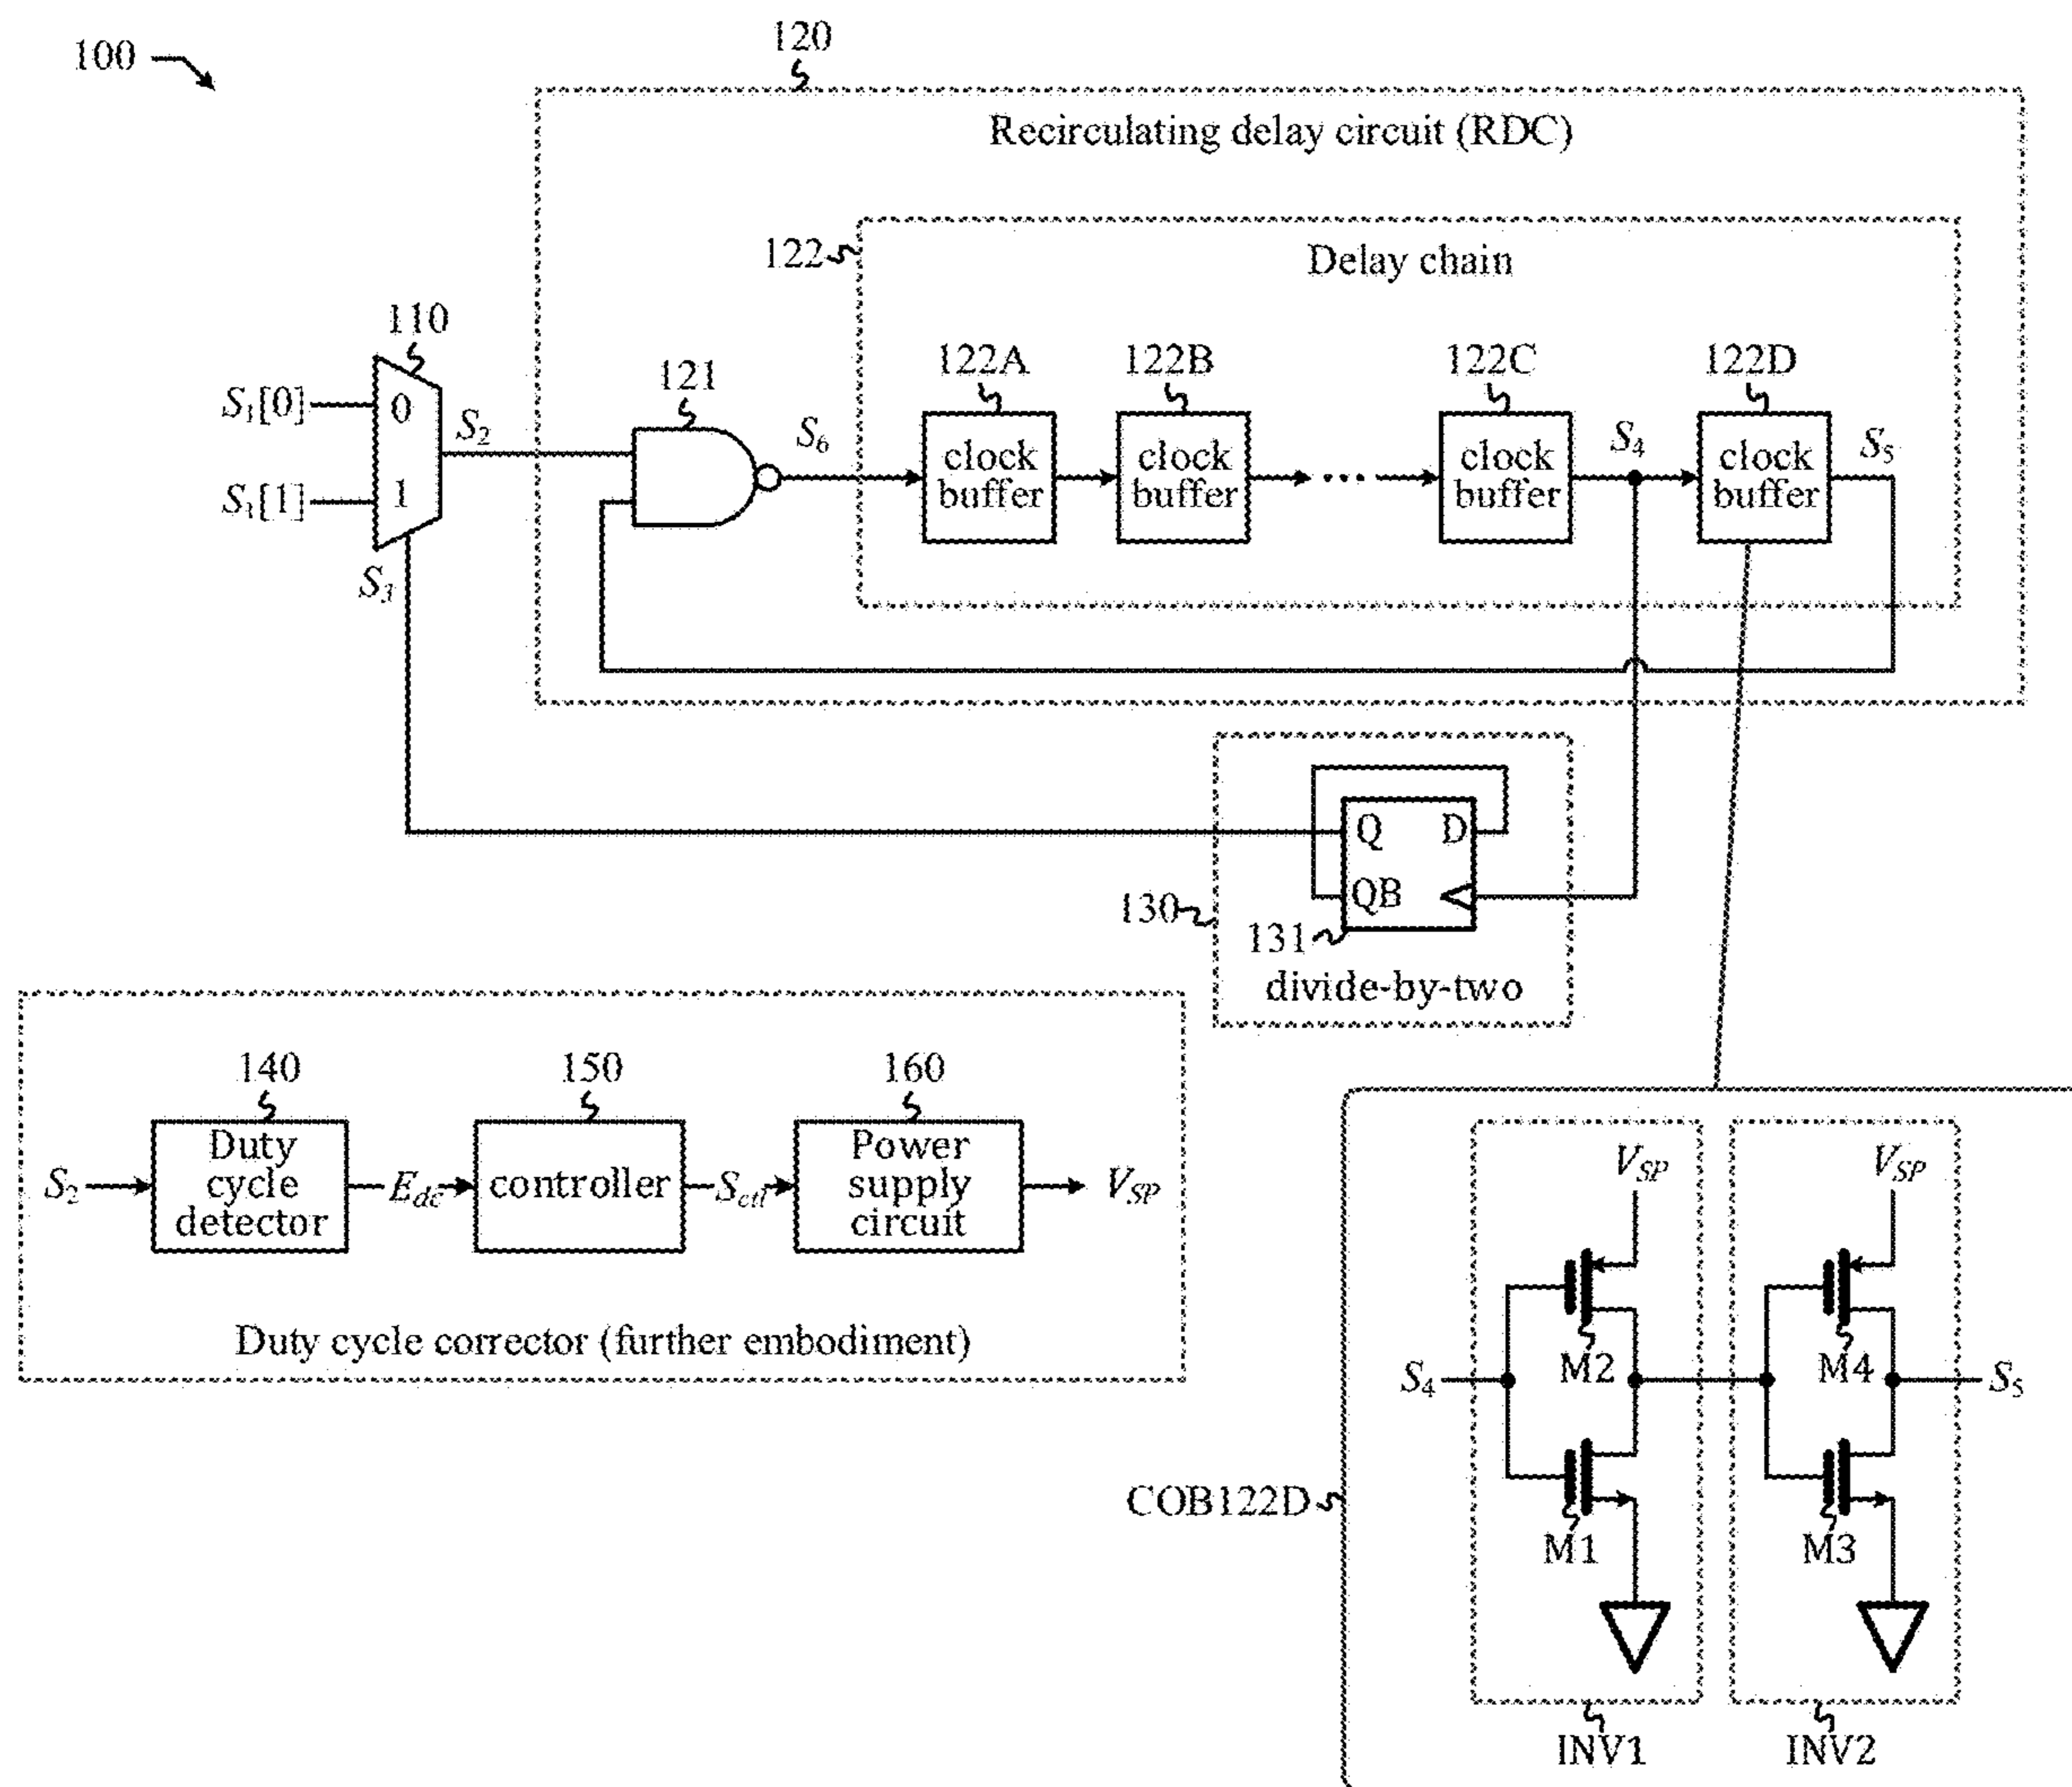 100
120
Recirculating delay circuit (RDC)
122
Delay chain
110
121
122A
122B
122C
122D
S1[0]
0
S2
S6
clock
buffer
clock
buffer
...
clock
buffer
S4
clock
buffer
S5
S1[1]
1
S3
Q
D
QB
130
131
divide-by-two
140
150
160
S2
Duty
cycle
detector
Edc
controller
Sctl
Power
supply
circuit
VSP
Duty cycle corrector (further embodiment)
VSP
VSP
S4
M2
M4
S5
COB122D
M1
M3
INV1
INV2